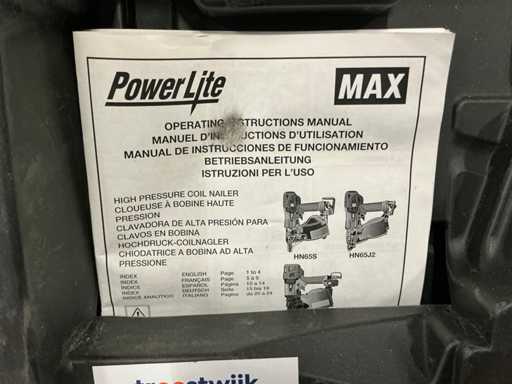 PowerLite
MAX
OPERATING INSTRUCTIONS MANUAL
MANUEL D'INSTRUCTIONS D'UTILISATION
MANUAL DE INSTRUCCIONES DE FUNCIONAMIENTO
BETRIEBSANLEITUNG
ISTRUZIONI PER L'USO
HIGH PRESSURE COIL NAILER
CLOUEUSE À BOBINE HAUTE
PRESSION
CLAVADORA DE ALTA PRESIÓN PARA
CLAVOS EN BOBINA
HOCHDRUCK-COILNAGLER
CHIODATRICE A BOBINA AD ALTA
PRESSIONE
HN65S
HN65J2
INDEX ENGLISH Page 1 to 4
INDEX FRANÇAIS Page 5 à 9
ÍNDICE ESPAÑOL Página 10 a 14
INDEX DEUTSCH Seite 15 bis 19
INDICE ANALITICO ITALIANO Pagina da 20 a 24
troostwijk